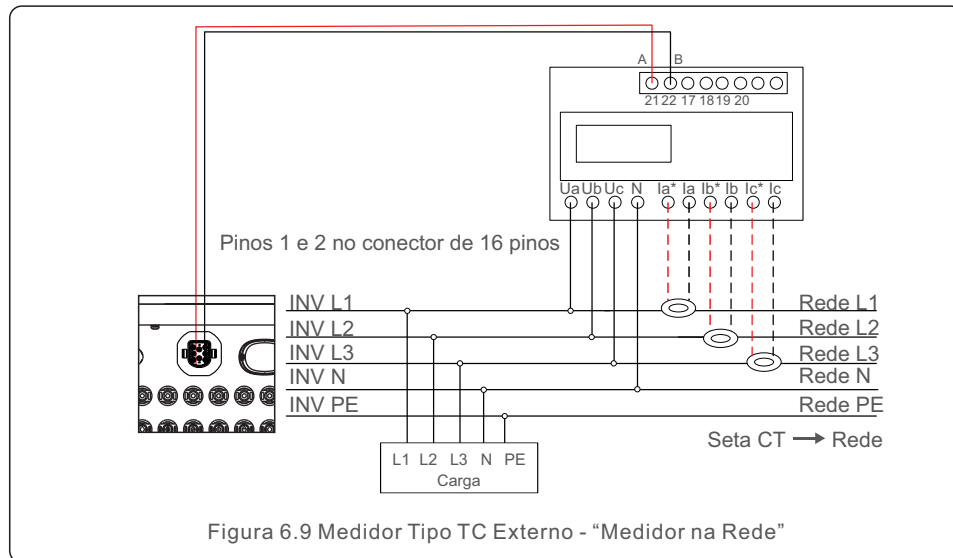 A B
21 22 17 18 19 20
Ua Ub Uc N Ia* Ia Ib* Ib Ic* Ic
Pinos 1 e 2 no conector de 16 pinos
INV L1 Rede L1
INV L2 Rede L2
INV L3 Rede L3
INV N Rede N
INV PE Rede PE
Seta CT → Rede
L1 L2 L3 N PE
Carga
Figura 6.9 Medidor Tipo TC Externo - “Medidor na Rede”